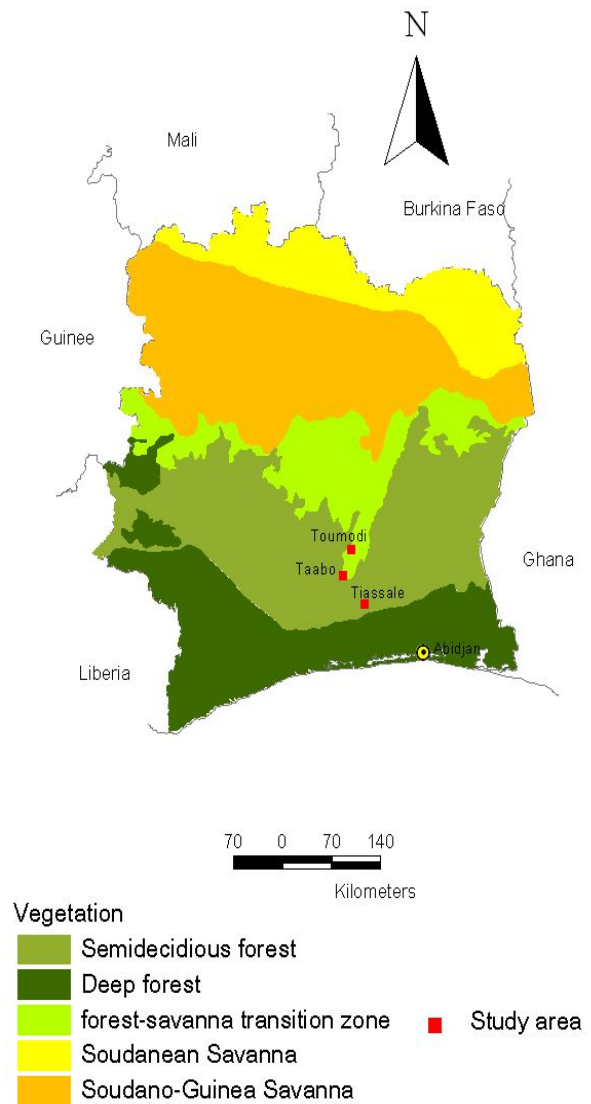 N
Mali
Burkina Faso
Guinee
Toumodi
Taabo
Ghana
Tiassale
Abidjan
Liberia
70 0 70 140
Kilometers
Vegetation
Semidecidious forest
Deep forest
forest-savanna transition zone
Study area
Soudanean Savanna
Soudano-Guinea Savanna